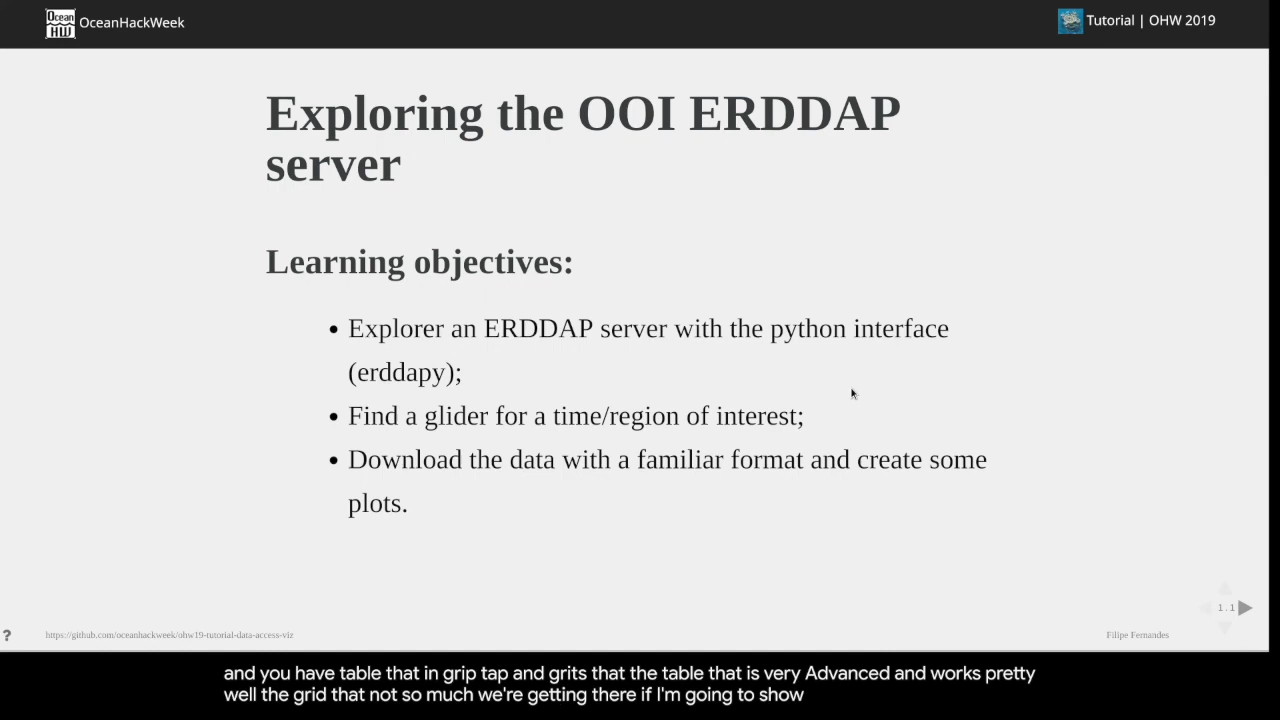 Ocean
HW
OceanHackWeek
Tutorial | OHW 2019
Exploring the OOI ERDDAP
server
Learning objectives:
• Explorer an ERDDAP server with the python interface
(erddapy);
• Find a glider for a time/region of interest;
• Download the data with a familiar format and create some
plots.
1.1
?
https://github.com/oceanhackweek/ohw19-tutorial-data-access-viz
Filipe Fernandes
and you have table that in grip tap and grits that the table that is very Advanced and works pretty
well the grid that not so much we're getting there if I'm going to show